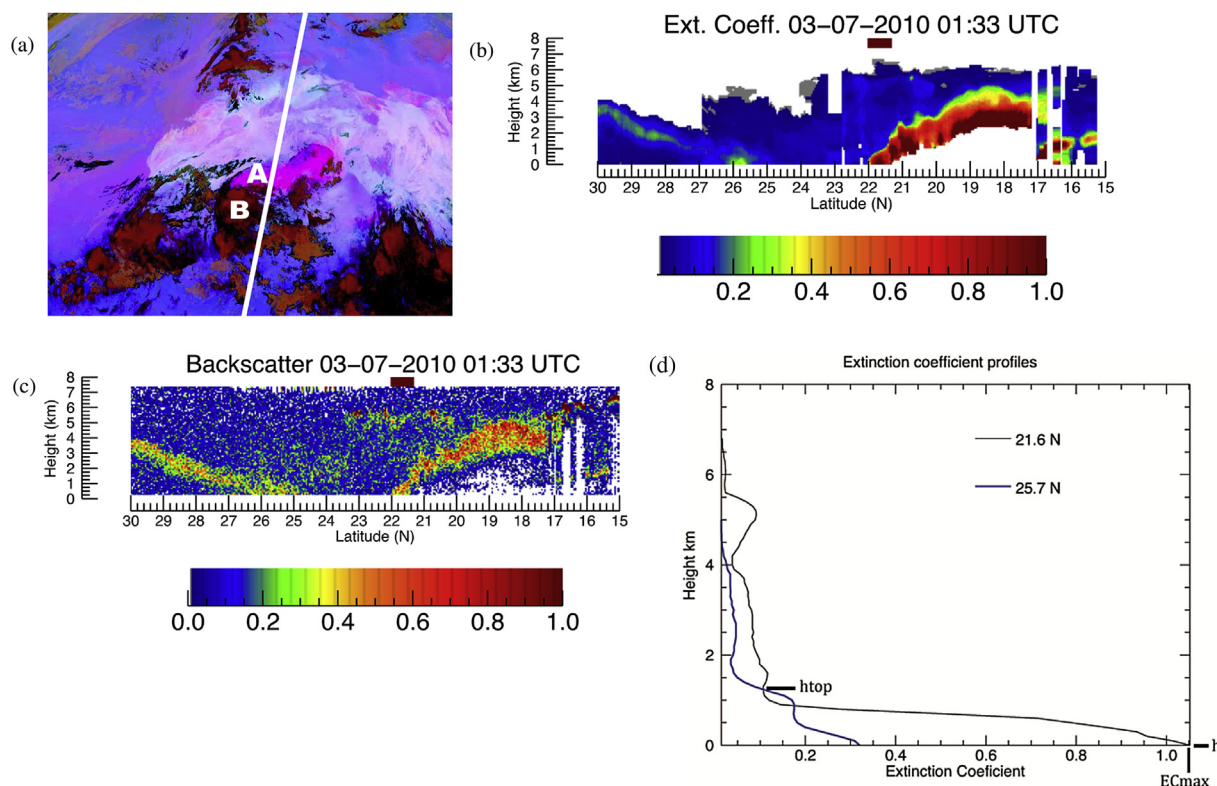 (a)
A
B
(b)
Ext. Coeff. 03-07-2010 01:33 UTC
Height (km)
8
7
6
5
4
3
2
1
0
30 29 28 27 26 25 24 23 22 21 20 19 18 17 16 15
Latitude (N)
0.2 0.4 0.6 0.8 1.0
(c)
Backscatter 03-07-2010 01:33 UTC
Height (km)
8
7
6
5
4
3
2
1
0
30 29 28 27 26 25 24 23 22 21 20 19 18 17 16 15
Latitude (N)
0.0 0.2 0.4 0.6 0.8 1.0
(d)
Extinction coefficient profiles
8
6
4
2
0
Height km
21.6 N
25.7 N
htop
h
0.2 0.4 0.6 0.8 1.0
Extinction Coeficient
ECmax